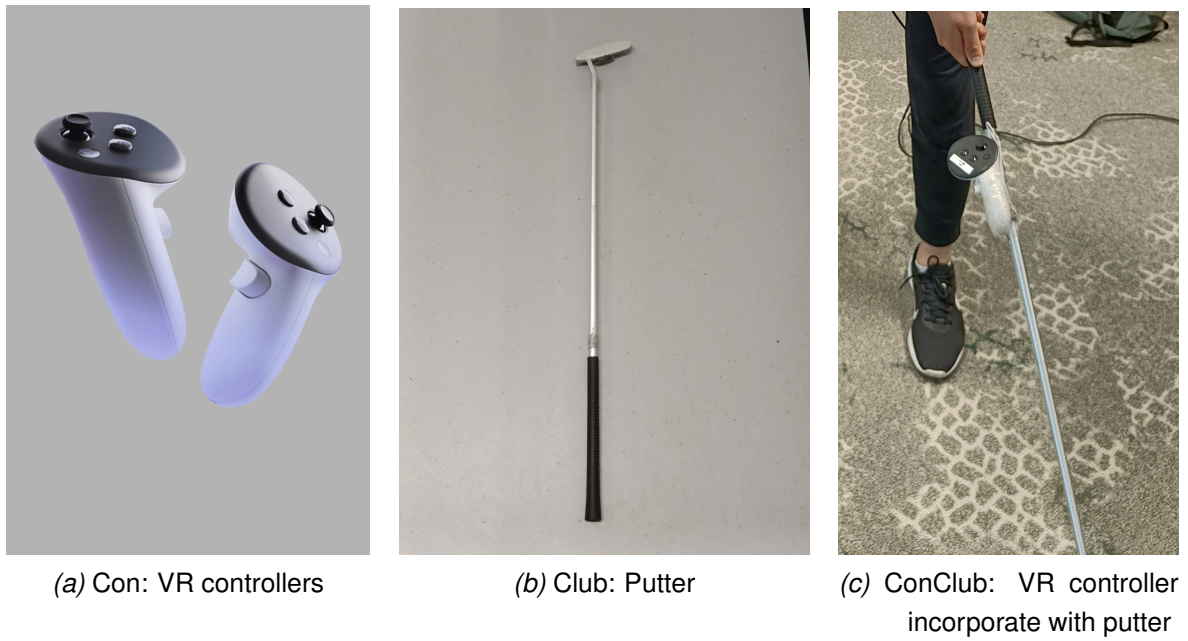 (a) Con: VR controllers
(b) Club: Putter
(c) ConClub: VR controller
incorporate with putter